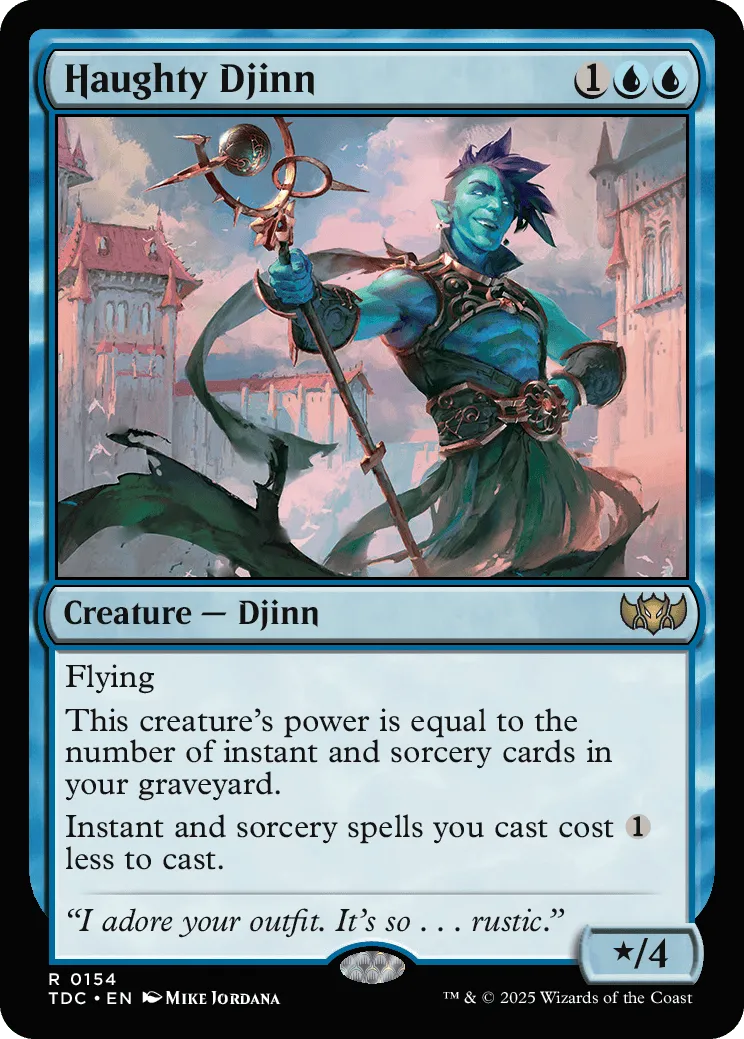 Haughty Djinn 1
Creature — Djinn
Flying
This creature's power is equal to the
number of instant and sorcery cards in
your graveyard.
Instant and sorcery spells you cast cost 1
less to cast.
“I adore your outfit. It's so . . . rustic.”
★/4
R 0154
TDC • EN Mike Jordana
™ & © 2025 Wizards of the Coast